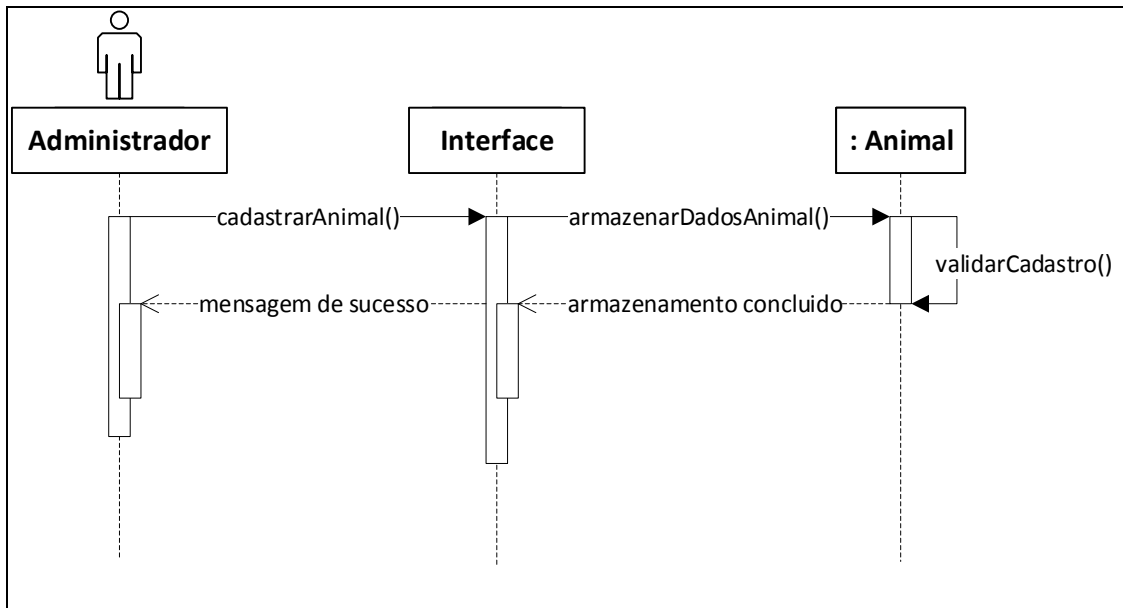 Administrador
Interface
: Animal
cadastrarAnimal()
armazenarDadosAnimal()
validarCadastro()
mensagem de sucesso
armazenamento concluido